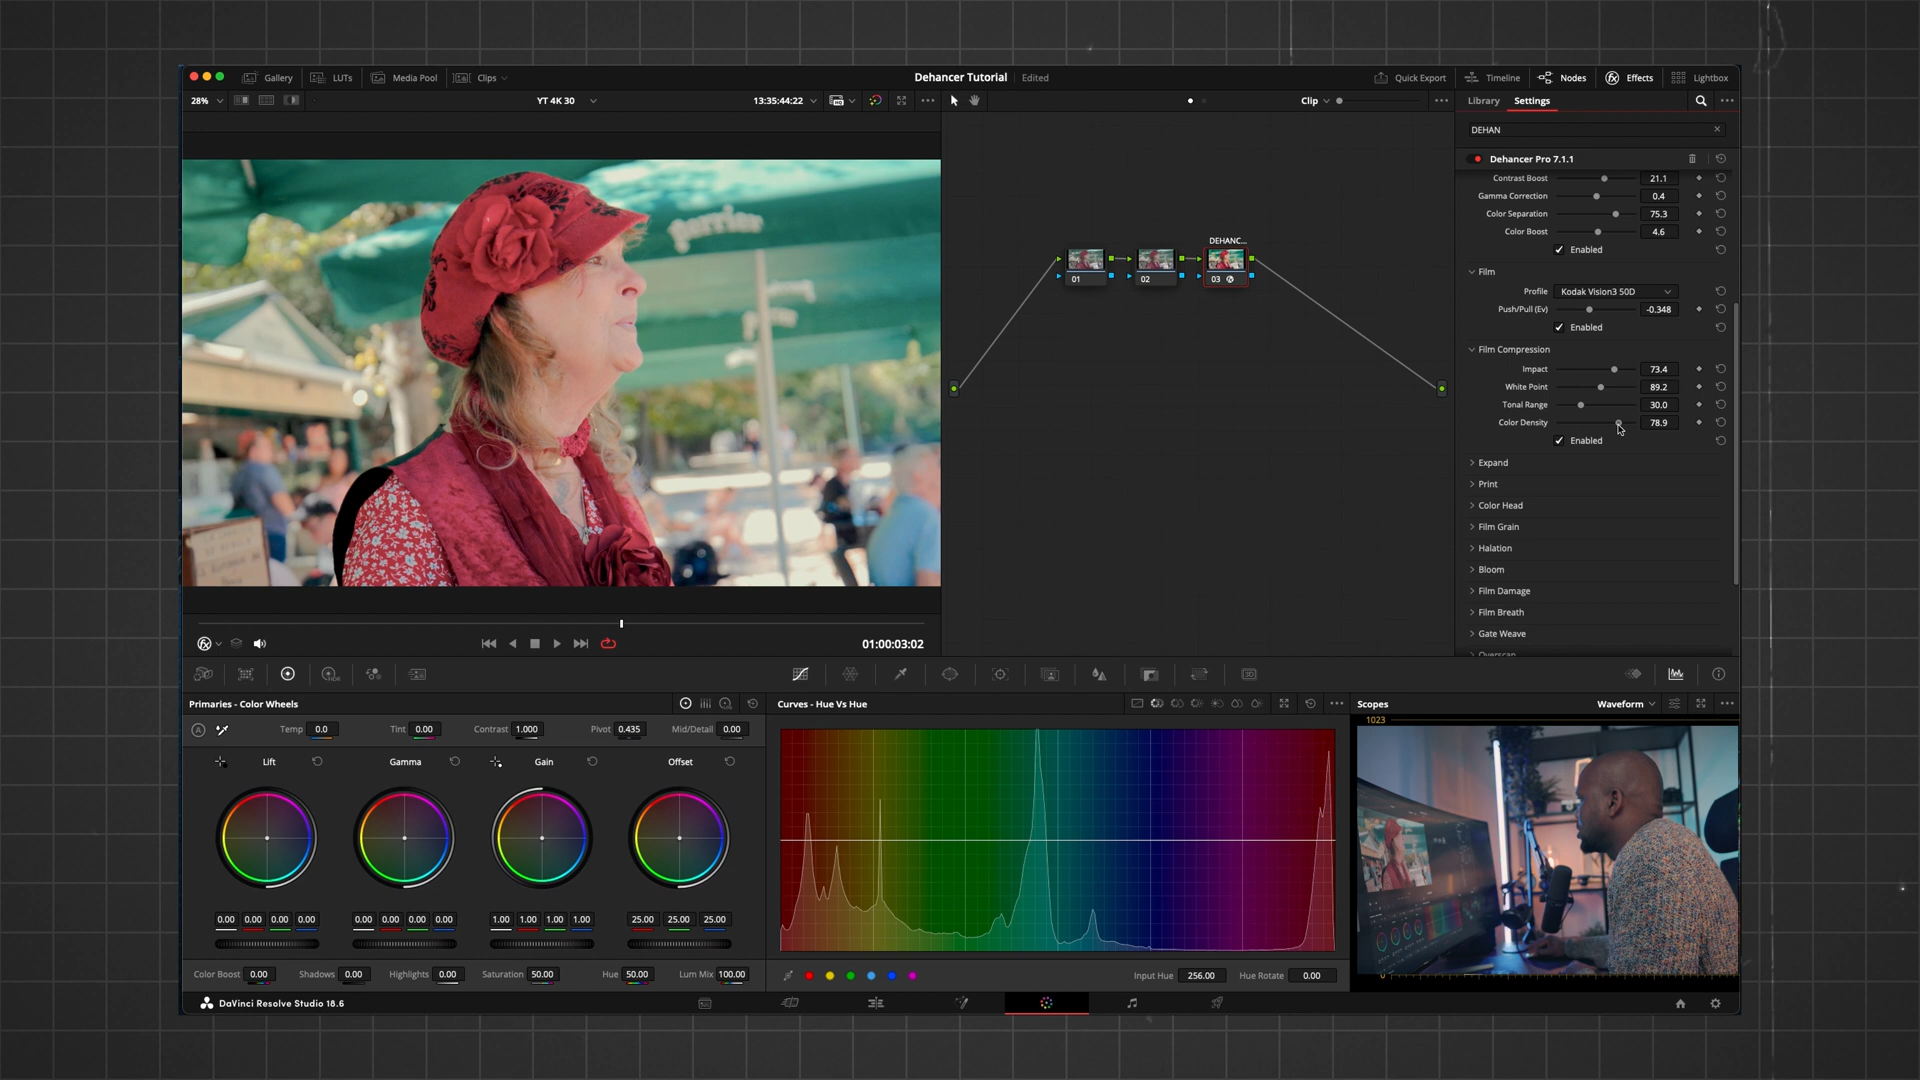 Gallery LUTs Media Pool Clips Dehancer Tutorial Edited Quick Export Timeline Nodes Effects Lightbox
28% YT 4K 30 13:35:44:22 Clip Library Settings
DEHAN
Dehancer Pro 7.1.1
Contrast Boost 21.1
Gamma Correction 0.4
Color Separation 75.3
Color Boost 4.6
Enabled
Film
Profile Kodak Vision3 50D
Push/Pull (Ev) -0.348
Enabled
Film Compression
Impact 73.4
White Point 89.2
Tonal Range 30.0
Color Density 78.9
Enabled
Expand
Print
Color Head
Film Grain
Halation
Bloom
Film Damage
Film Breath
Gate Weave
Overscan
perrier
DEHANC...
01 02 03
01:00:03:02
Primaries - Color Wheels
Temp 0.0 Tint 0.00 Contrast 1.000 Pivot 0.435 Mid/Detail 0.00
Lift Gamma Gain Offset
0.00 0.00 0.00 0.00 0.00 0.00 0.00 0.00 1.00 1.00 1.00 1.00 25.00 25.00 25.00
Color Boost 0.00 Shadows 0.00 Highlights 0.00 Saturation 50.00 Hue 50.00 Lum Mix 100.00
Curves - Hue Vs Hue
Input Hue 256.00 Hue Rotate 0.00
Scopes Waveform
1023
0
DaVinci Resolve Studio 18.6